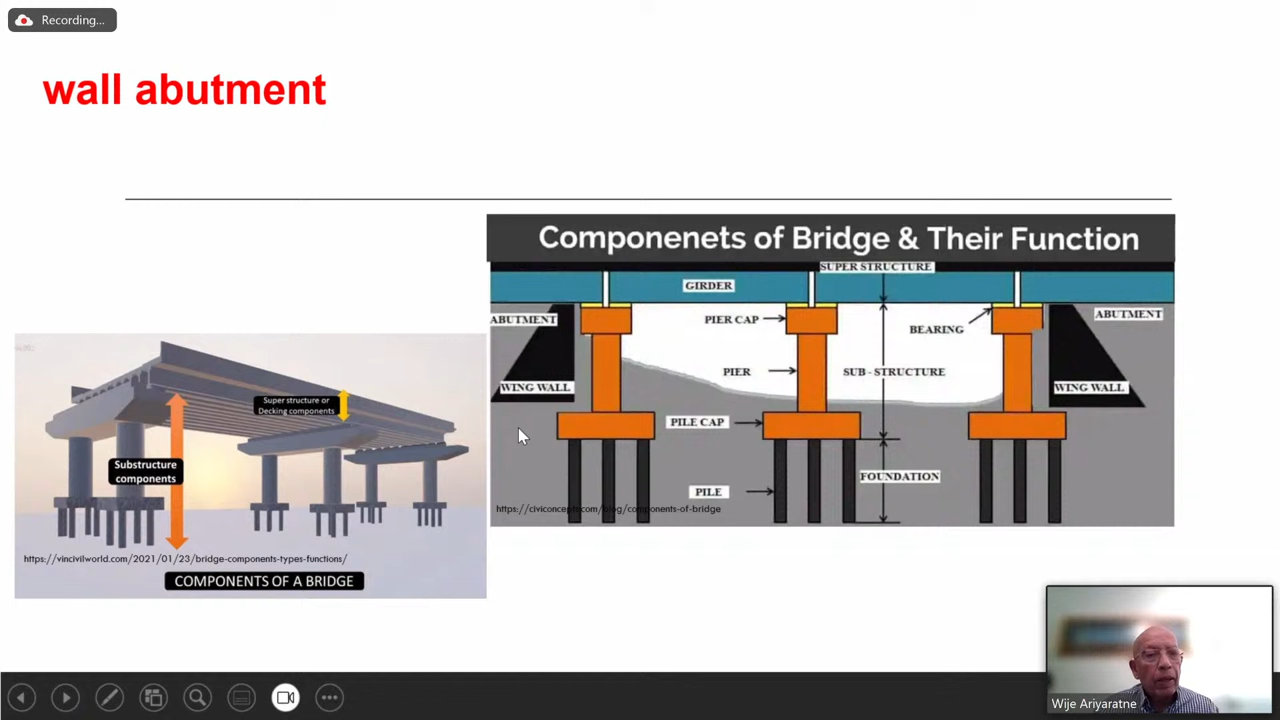 Recording...
wall abutment
Componenets of Bridge & Their Function
SUPER STRUCTURE
GIRDER
ABUTMENT
PIER CAP
BEARING
ABUTMENT
PIER
SUB - STRUCTURE
WING WALL
WING WALL
PILE CAP
FOUNDATION
PILE
https://civiconcepts.com/blog/components-of-bridge
Super structure or
Decking components
Substructure
components
https://vincivilworld.com/2021/01/23/bridge-components-types-functions/
COMPONENTS OF A BRIDGE
Wije Ariyaratne